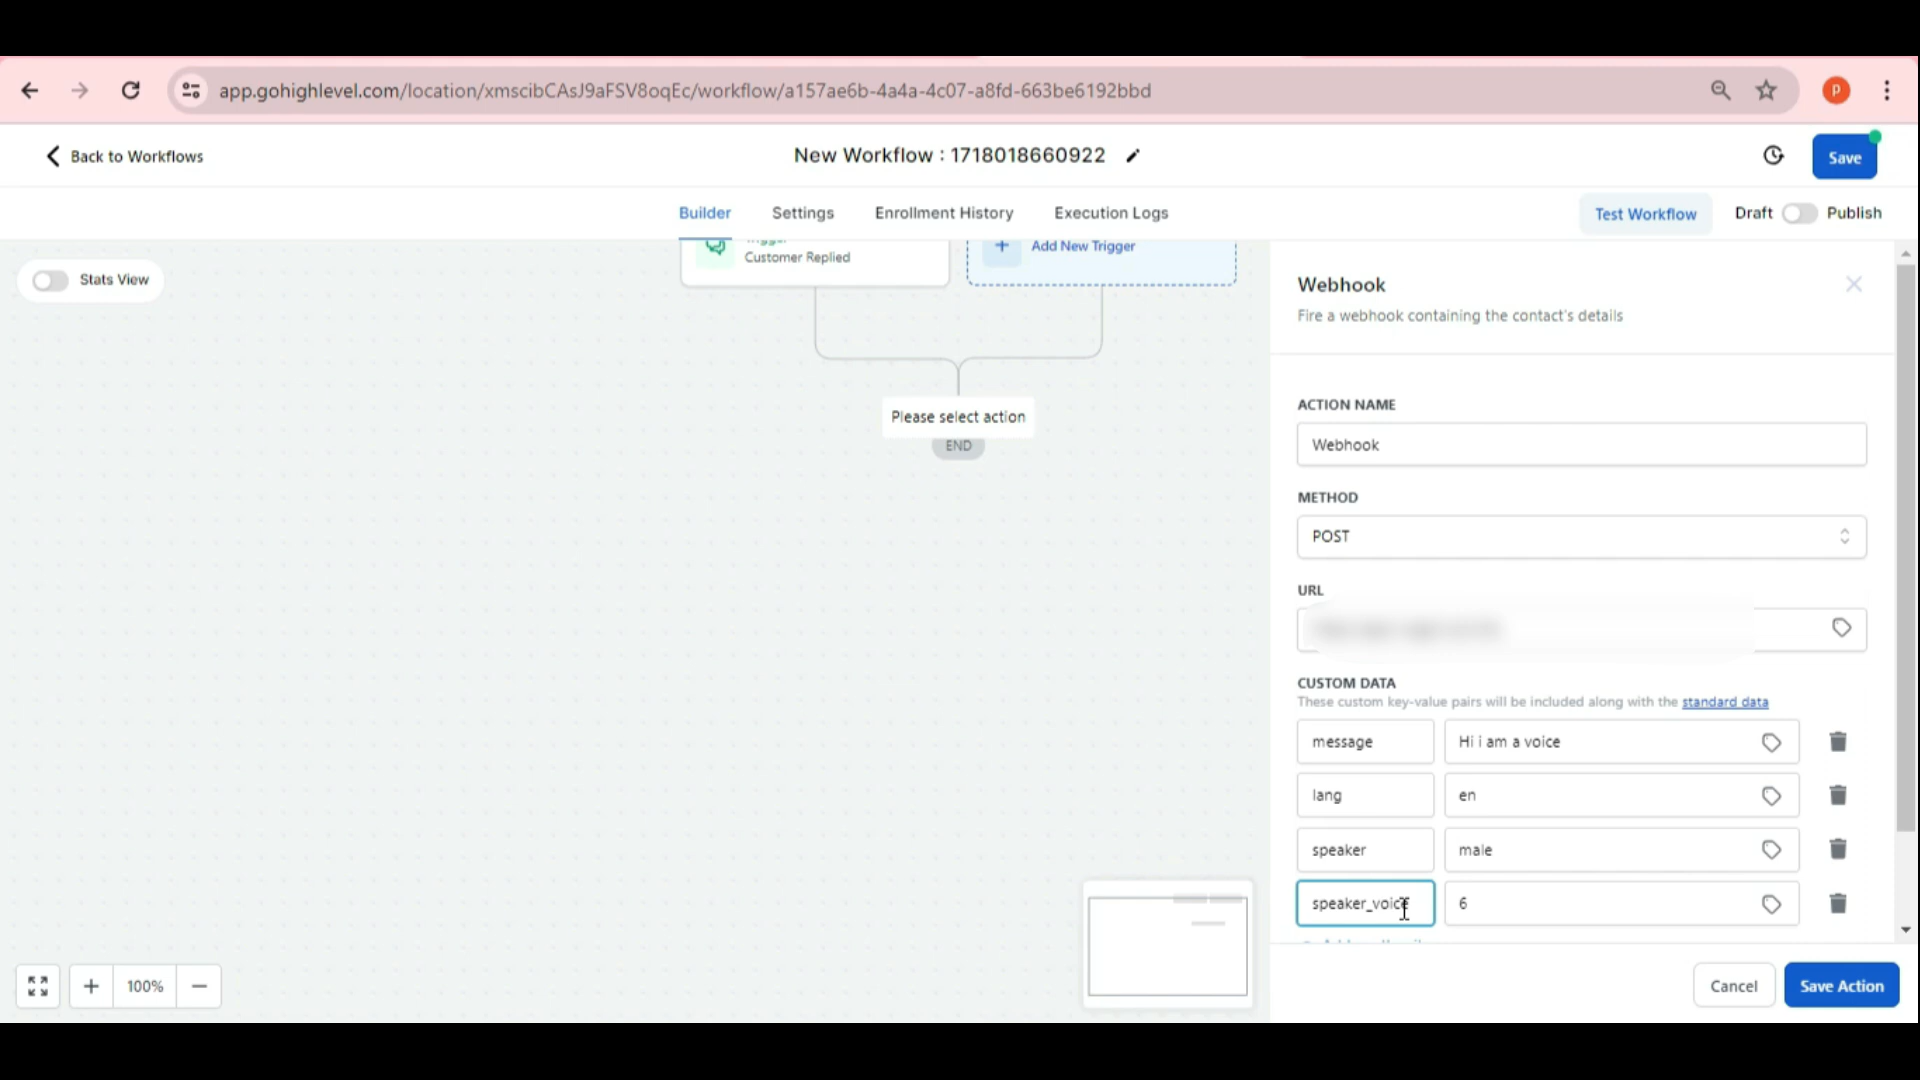 app.gohighlevel.com/location/xmscibCAsJ9aFSV8oqEc/workflow/a157ae6b-4a4a-4c07-a8fd-663be6192bbd
P
Back to Workflows
New Workflow : 1718018660922
Save
Builder
Settings
Enrollment History
Execution Logs
Test Workflow
Draft
Publish
Stats View
Trigger
Customer Replied
Add New Trigger
Please select action
END
100%
Webhook
Fire a webhook containing the contact's details
ACTION NAME
Webhook
METHOD
POST
URL
CUSTOM DATA
These custom key-value pairs will be included along with the standard data
message
Hi i am a voice
lang
en
speaker
male
speaker_voice
6
Cancel
Save Action